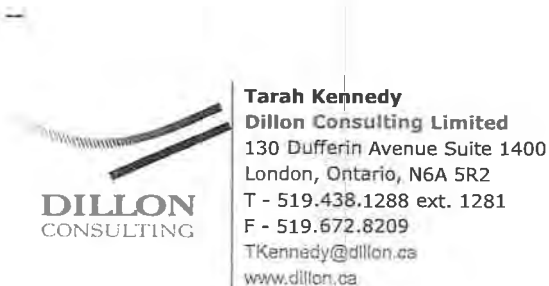 DILLON
CONSULTING
Tarah Kennedy
Dillon Consulting Limited
130 Dufferin Avenue Suite 1400
London, Ontario, N6A 5R2
T - 519.438.1288 ext. 1281
F - 519.672.8209
TKennedy@dillon.ca
www.dillon.ca